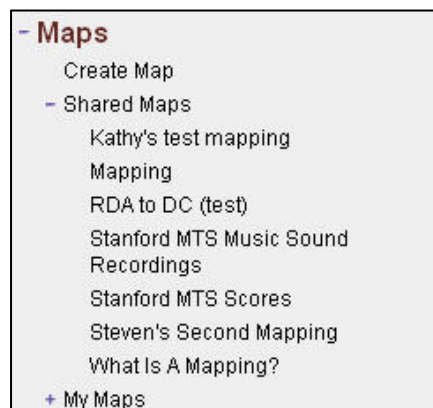 - Maps
Create Map
- Shared Maps
Kathy's test mapping
Mapping
RDA to DC (test)
Stanford MTS Music Sound
Recordings
Stanford MTS Scores
Steven's Second Mapping
What Is A Mapping?
+ My Maps